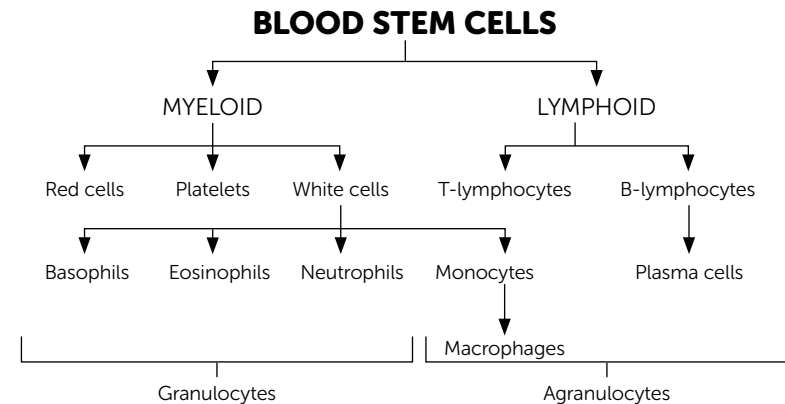 BLOOD STEM CELLS
MYELOID LYMPHOID
Red cells Platelets White cells T-lymphocytes B-lymphocytes
Basophils Eosinophils Neutrophils Monocytes Plasma cells
Macrophages
Granulocytes Agranulocytes